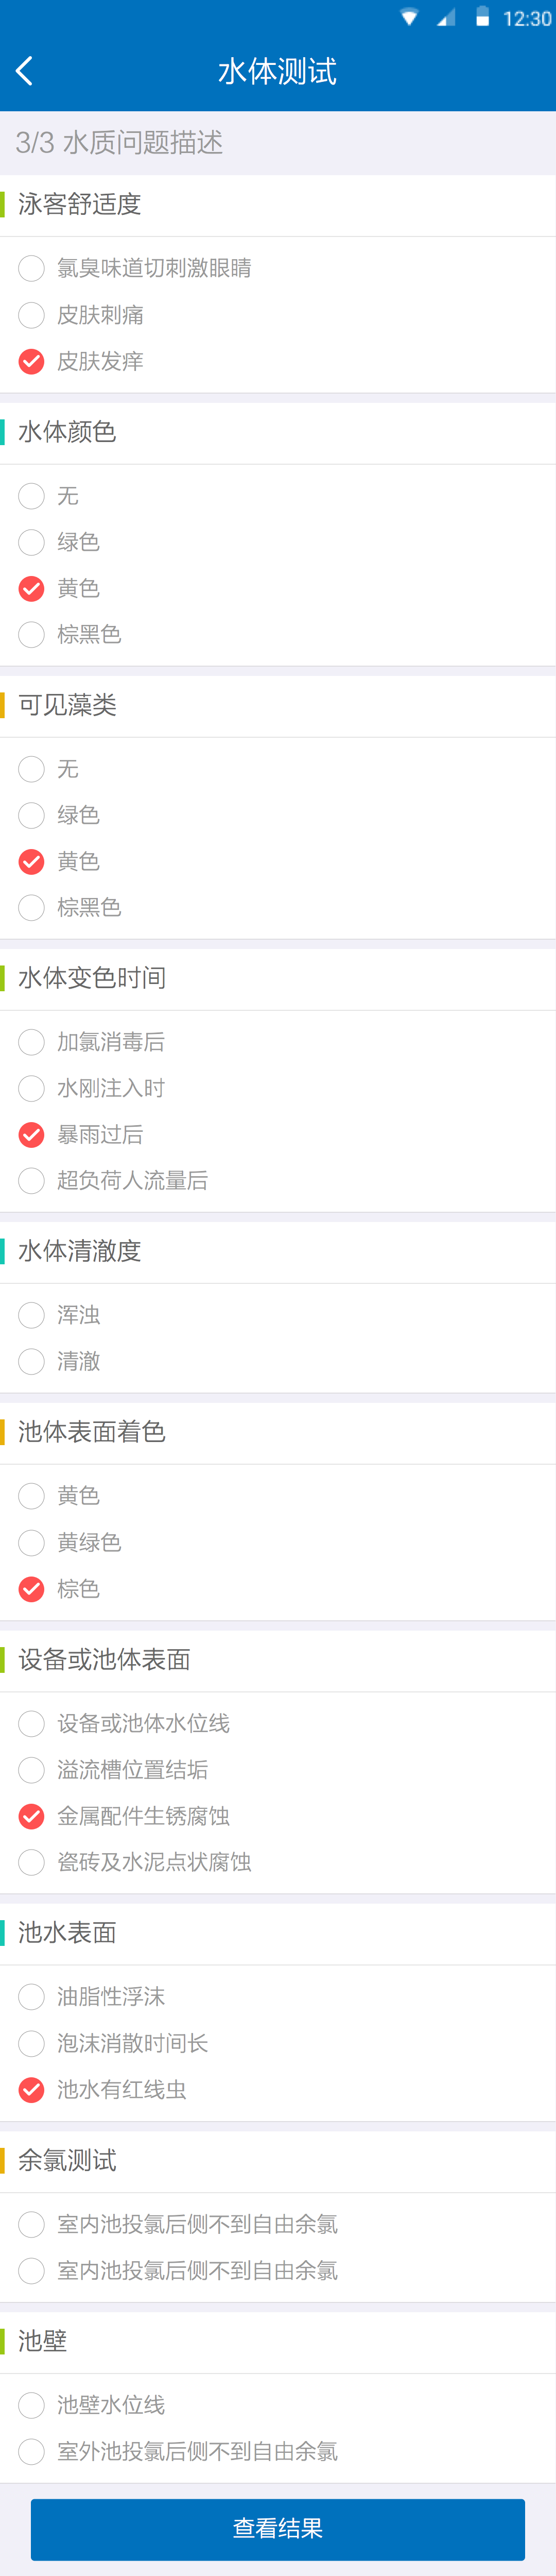 12:30
水体测试
3/3 水质问题描述
泳客舒适度
氯臭味道切刺激眼睛
皮肤刺痛
皮肤发痒
水体颜色
无
绿色
黄色
棕黑色
可见藻类
无
绿色
黄色
棕黑色
水体变色时间
加氯消毒后
水刚注入时
暴雨过后
超负荷人流量后
水体清澈度
浑浊
清澈
池体表面着色
黄色
黄绿色
棕色
设备或池体表面
设备或池体水位线
溢流槽位置结垢
金属配件生锈腐蚀
瓷砖及水泥点状腐蚀
池水表面
油脂性浮沫
泡沫消散时间长
池水有红线虫
余氯测试
室内池投氯后侧不到自由余氯
室内池投氯后侧不到自由余氯
池壁
池壁水位线
室外池投氯后侧不到自由余氯
查看结果